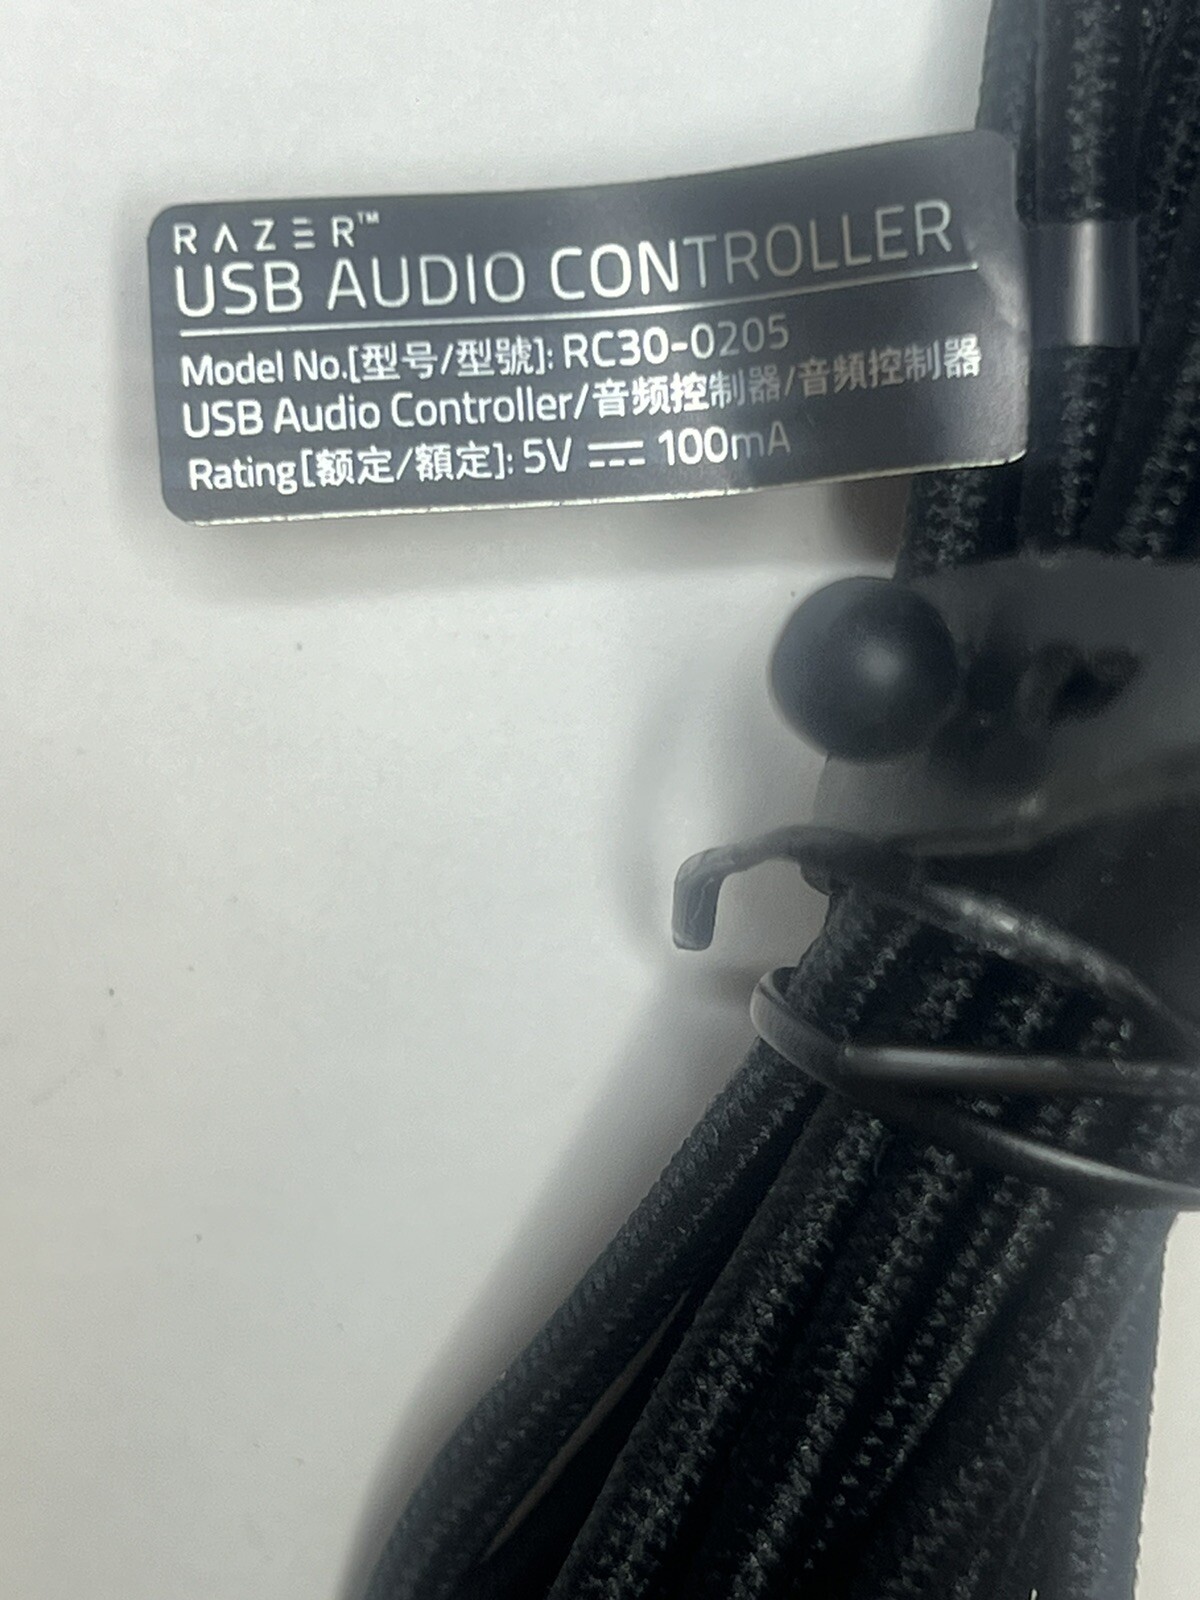 RAZER™
USB AUDIO CONTROLLER
Model No.[型号/型號]: RC30-0205
USB Audio Controller/音频控制器/音頻控制器
Rating[额定/額定]: 5V ⎓ 100mA